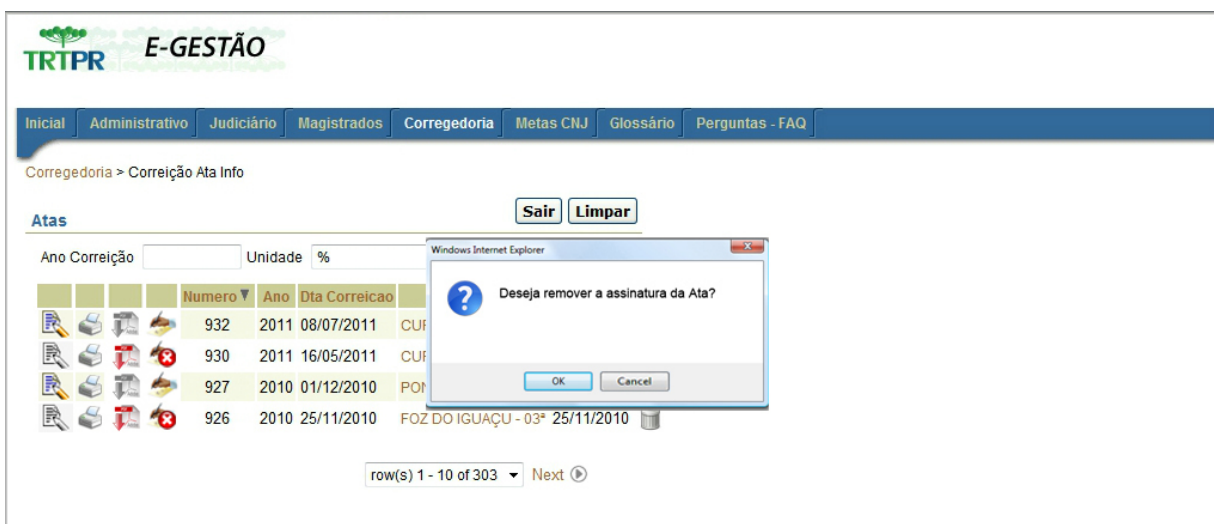 TRTPR E-GESTÃO
Inicial Administrativo Judiciário Magistrados Corregedoria Metas CNJ Glossário Perguntas - FAQ
Corregedoria > Correição Ata Info
Atas Sair Limpar
Ano Correição Unidade %
Windows Internet Explorer
Deseja remover a assinatura da Ata?
OK Cancel
Numero Ano Dta Correicao
932 2011 08/07/2011
930 2011 16/05/2011
927 2010 01/12/2010
926 2010 25/11/2010 FOZ DO IGUAÇU - 03ª 25/11/2010
row(s) 1 - 10 of 303 Next